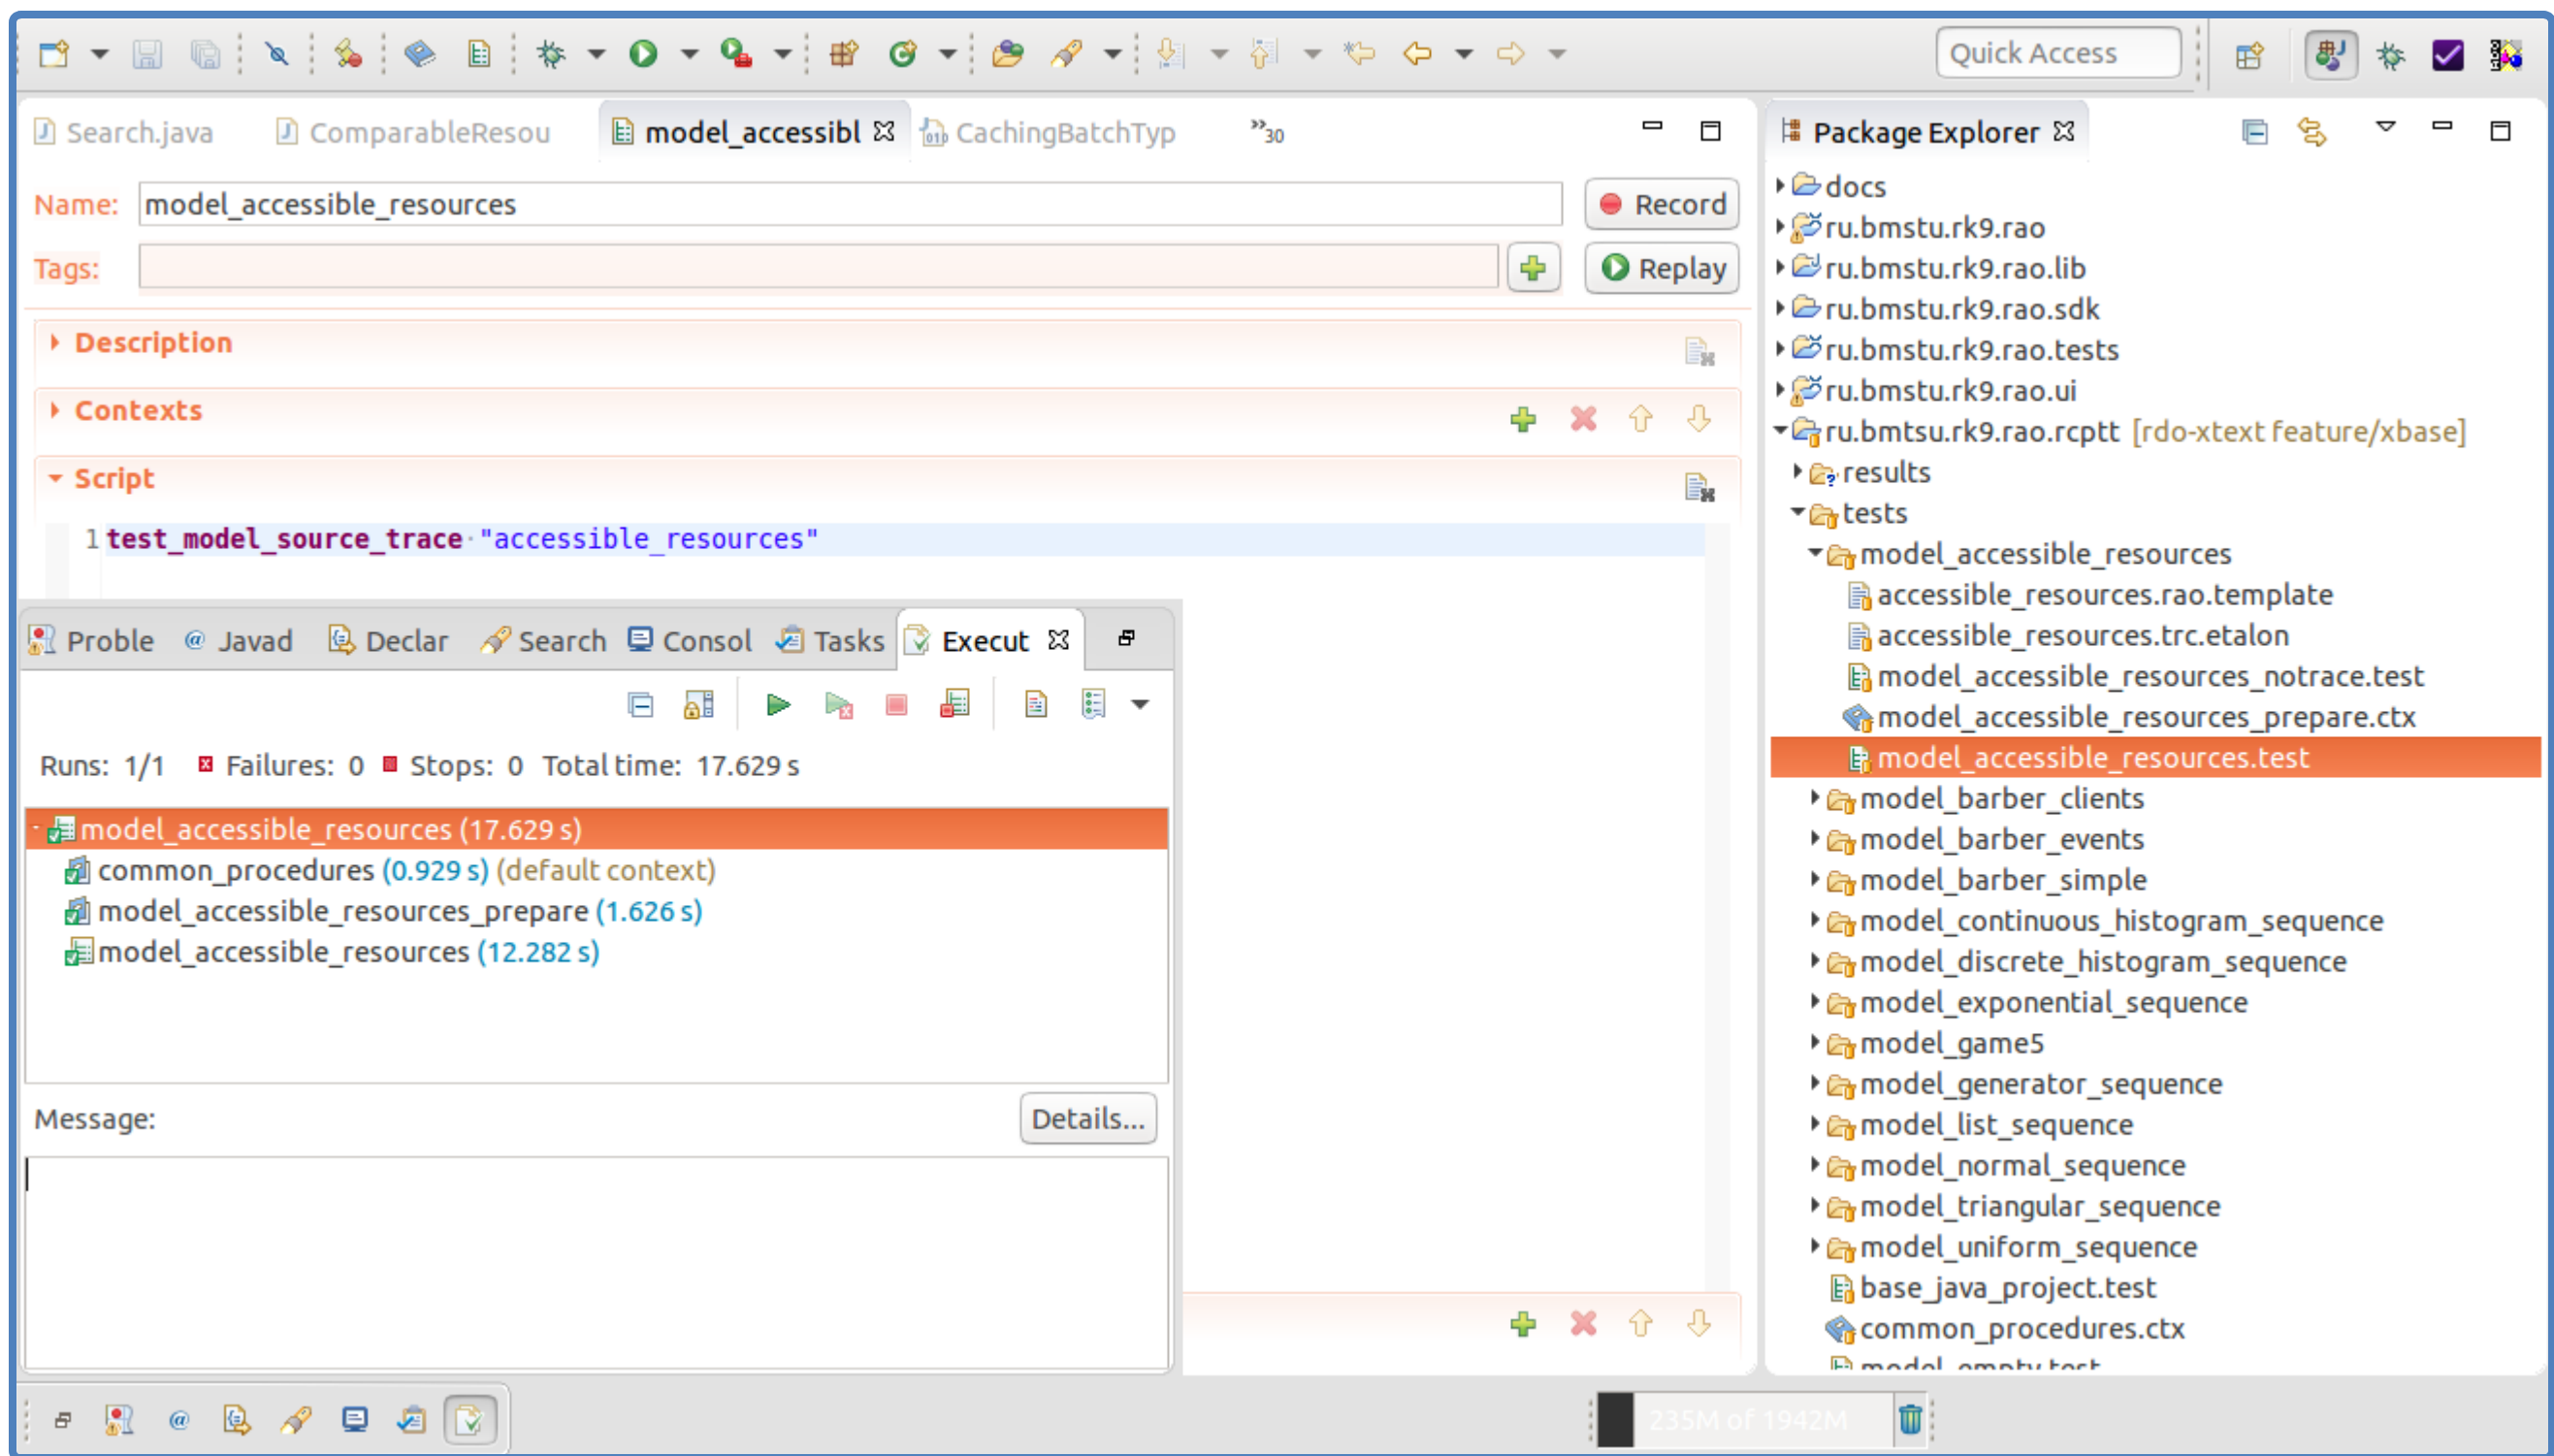 Quick Access
Search.java
ComparableResou
model_accessibl
CachingBatchTyp
»30
Name: model_accessible_resources
Record
Tags:
Replay
Description
Contexts
Script
1 test_model_source_trace "accessible_resources"
Proble
@ Javad
Declar
Search
Consol
Tasks
Execut
Runs: 1/1 Failures: 0 Stops: 0 Total time: 17.629 s
model_accessible_resources (17.629 s)
common_procedures (0.929 s) (default context)
model_accessible_resources_prepare (1.626 s)
model_accessible_resources (12.282 s)
Message:
Details...
Package Explorer
docs
ru.bmstu.rk9.rao
ru.bmstu.rk9.rao.lib
ru.bmstu.rk9.rao.sdk
ru.bmstu.rk9.rao.tests
ru.bmstu.rk9.rao.ui
ru.bmtsu.rk9.rao.rcptt [rdo-xtext feature/xbase]
results
tests
model_accessible_resources
accessible_resources.rao.template
accessible_resources.trc.etalon
model_accessible_resources_notrace.test
model_accessible_resources_prepare.ctx
model_accessible_resources.test
model_barber_clients
model_barber_events
model_barber_simple
model_continuous_histogram_sequence
model_discrete_histogram_sequence
model_exponential_sequence
model_game5
model_generator_sequence
model_list_sequence
model_normal_sequence
model_triangular_sequence
model_uniform_sequence
base_java_project.test
common_procedures.ctx
model_empty.test
235M of 1942M